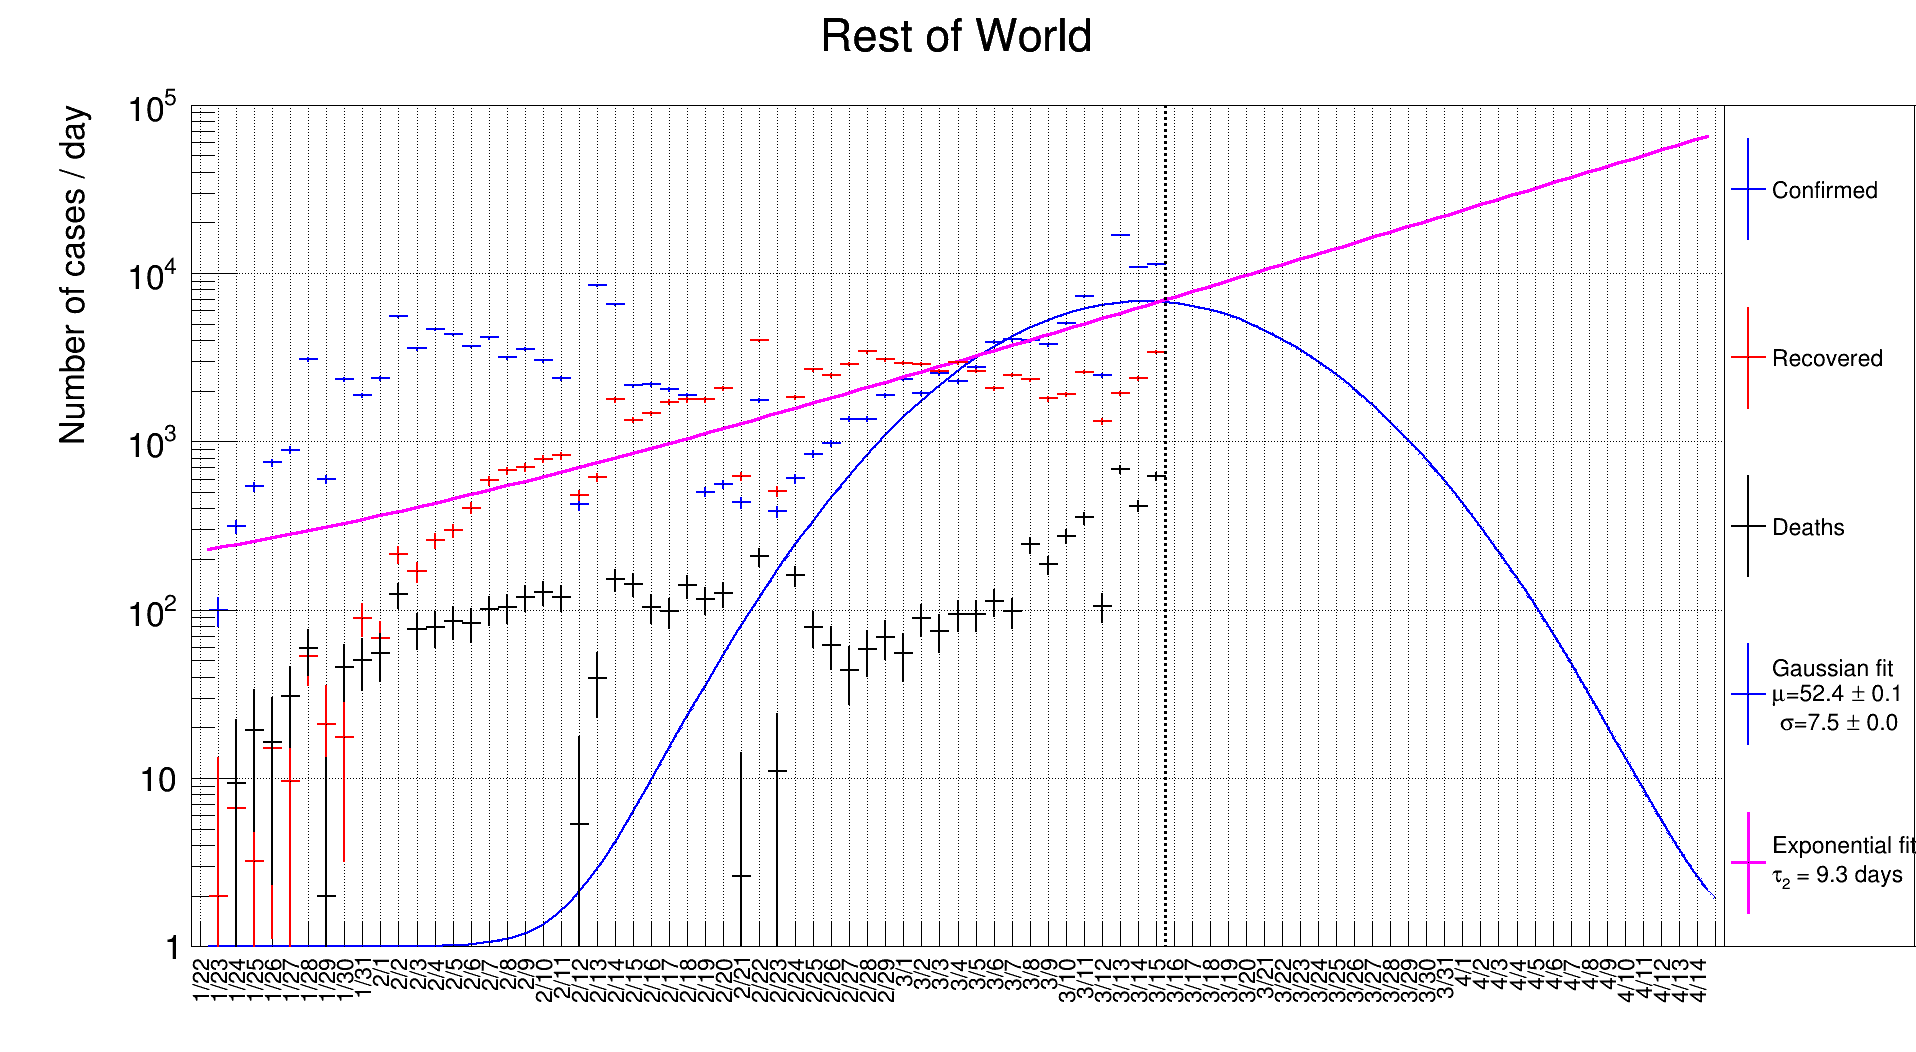 Rest of World
Number of cases / day
10^5
10^4
10^3
10^2
10
1
1/22 1/23 1/24 1/25 1/26 1/27 1/28 1/29 1/30 1/31 2/1 2/2 2/3 2/4 2/5 2/6 2/7 2/8 2/9 2/10 2/11 2/12 2/13 2/14 2/15 2/16 2/17 2/18 2/19 2/20 2/21 2/22 2/23 2/24 2/25 2/26 2/27 2/28 2/29 3/1 3/2 3/3 3/4 3/5 3/6 3/7 3/8 3/9 3/10 3/11 3/12 3/13 3/14 3/15 3/16 3/17 3/18 3/19 3/20 3/21 3/22 3/23 3/24 3/25 3/26 3/27 3/28 3/29 3/30 3/31 4/1 4/2 4/3 4/4 4/5 4/6 4/7 4/8 4/9 4/10 4/11 4/12 4/13 4/14
Confirmed
Recovered
Deaths
Gaussian fit
μ=52.4 ± 0.1
σ=7.5 ± 0.0
Exponential fit
τ₂ = 9.3 days